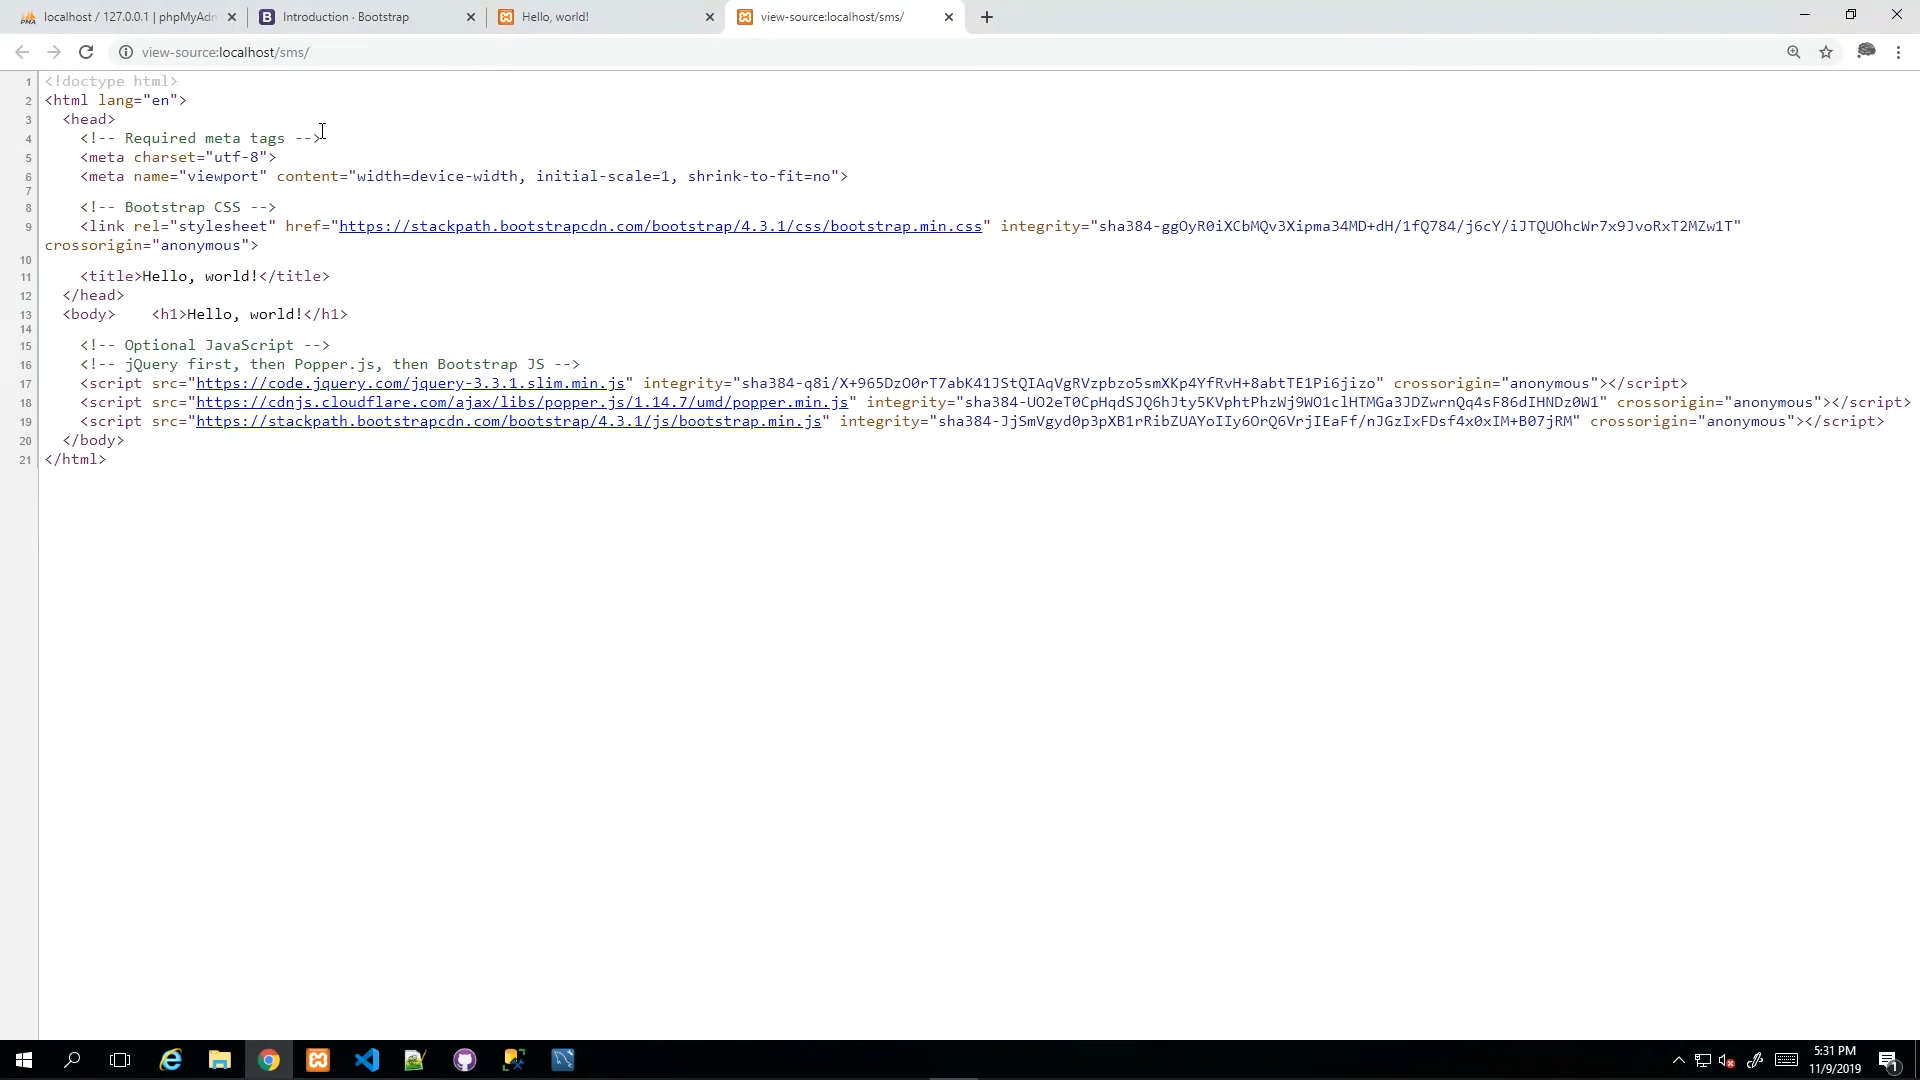 localhost / 127.0.0.1 | phpMyAdm
Introduction · Bootstrap
Hello, world!
view-source:localhost/sms/
view-source:localhost/sms/
1 <!doctype html>
2 <html lang="en">
3 <head>
4 <!-- Required meta tags -->
5 <meta charset="utf-8">
6 <meta name="viewport" content="width=device-width, initial-scale=1, shrink-to-fit=no">
7
8 <!-- Bootstrap CSS -->
9 <link rel="stylesheet" href="https://stackpath.bootstrapcdn.com/bootstrap/4.3.1/css/bootstrap.min.css" integrity="sha384-ggOyR0iXCbMQv3Xipma34MD+dH/1fQ784/j6cY/iJTQUOhcWr7x9JvoRxT2MZw1T"
crossorigin="anonymous">
10
11 <title>Hello, world!</title>
12 </head>
13 <body>    <h1>Hello, world!</h1>
14
15 <!-- Optional JavaScript -->
16 <!-- jQuery first, then Popper.js, then Bootstrap JS -->
17 <script src="https://code.jquery.com/jquery-3.3.1.slim.min.js" integrity="sha384-q8i/X+965DzO0rT7abK41JStQIAqVgRVzpbzo5smXKp4YfRvH+8abtTE1Pi6jizo" crossorigin="anonymous"></script>
18 <script src="https://cdnjs.cloudflare.com/ajax/libs/popper.js/1.14.7/umd/popper.min.js" integrity="sha384-UO2eT0CpHqdSJQ6hJty5KVphtPhzWj9WO1clHTMGa3JDZwrnQq4sF86dIHNDz0W1" crossorigin="anonymous"></script>
19 <script src="https://stackpath.bootstrapcdn.com/bootstrap/4.3.1/js/bootstrap.min.js" integrity="sha384-JjSmVgyd0p3pXB1rRibZUAYoIIy6OrQ6VrjIEaFf/nJGzIxFDsf4x0xIM+B07jRM" crossorigin="anonymous"></script>
20 </body>
21 </html>
5:31 PM
11/9/2019
1